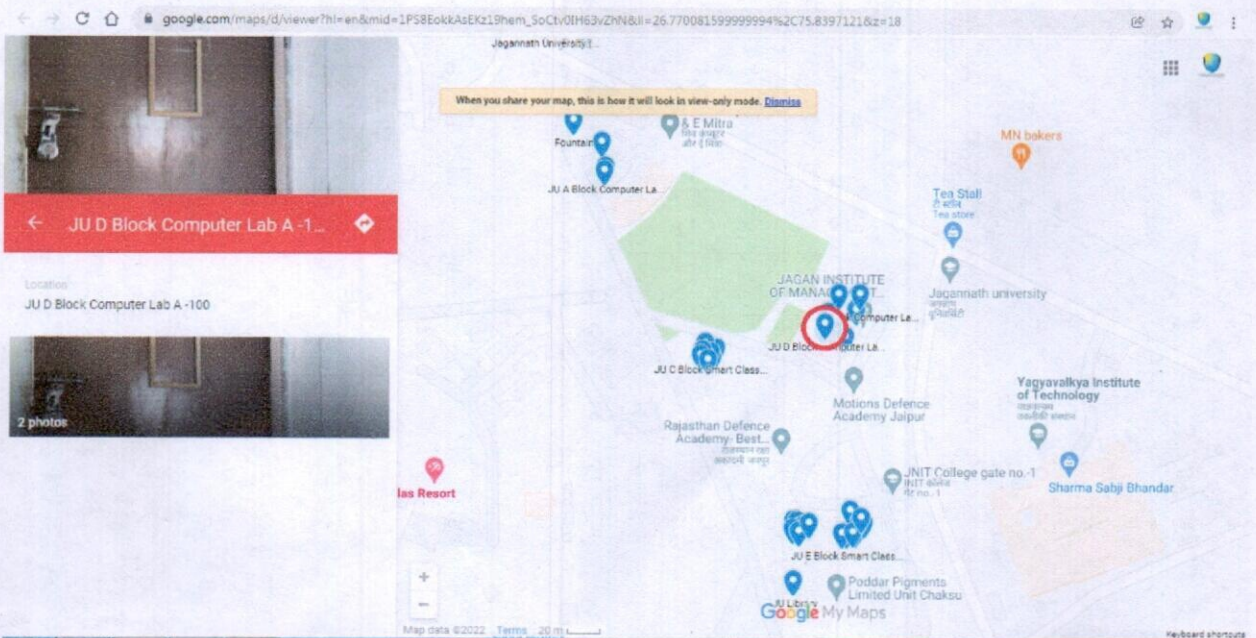 google.com/maps/d/viewer?hl=en&mid=1PS8EokkAsEKz19hem_SoCtv0IH63vZhN&ll=26.770081599999994%2C75.8397121&z=18
JU D Block Computer Lab A -1...
Location
JU D Block Computer Lab A -100
2 photos
Jagannath University (...
When you share your map, this is how it will look in view-only mode. Dismiss
& E Mitra
Fountain
JU A Block Computer La...
MN bakers
Tea Stall
टी स्टॉल
Tea store
JAGAN INSTITUTE
OF MANAGEMENT...
Jagannath university
Computer La...
JU D Block Computer La...
JU C Block Smart Class...
Motions Defence
Academy Jaipur
Yagyavalkya Institute
of Technology
Rajasthan Defence
Academy- Best...
las Resort
JNIT College gate no.-1
Sharma Sabji Bhandar
JU E Block Smart Class...
JU Library
Poddar Pigments
Limited Unit Chaksu
Google My Maps
+
−
Map data ©2022 Terms 20 m
Keyboard shortcuts